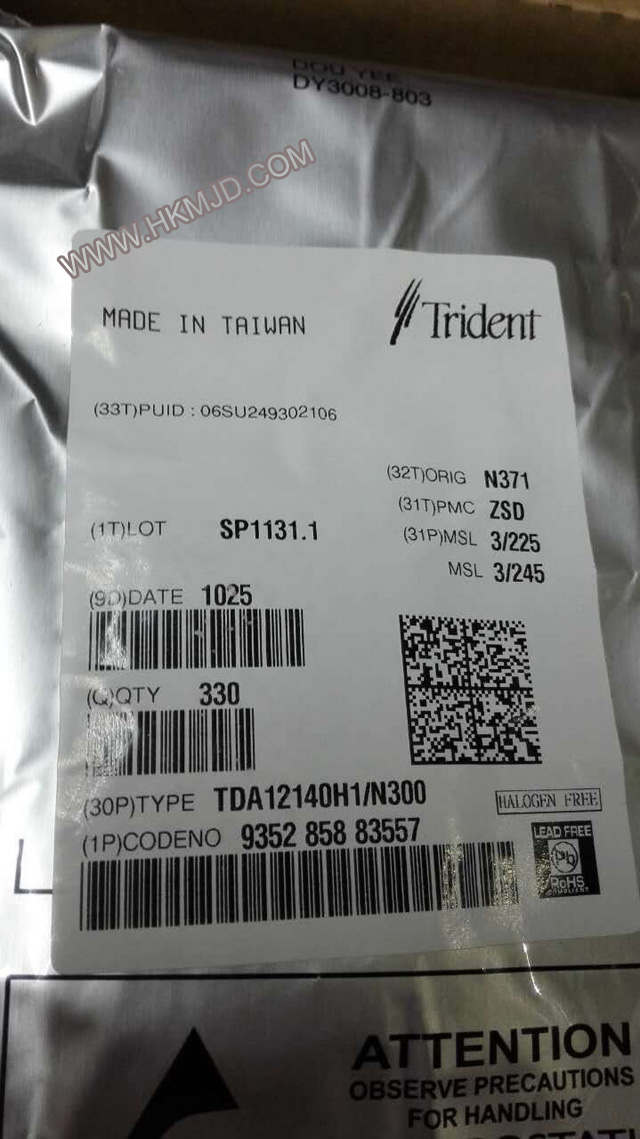 DOU YEE
DY3008-803
WWW.HKMJD.COM
MADE IN TAIWAN
Trident
(33T)PUID : 06SU249302106
(32T)ORIG N371
(31T)PMC ZSD
(1T)LOT SP1131.1
(31P)MSL 3/225
MSL 3/245
(9D)DATE 1025
(Q)QTY 330
(30P)TYPE TDA12140H1/N300
HALOGEN FREE
(1P)CODENO 9352 858 83557
LEAD FREE
Pb
RoHS
COMPLIANT
ATTENTION
OBSERVE PRECAUTIONS
FOR HANDLING